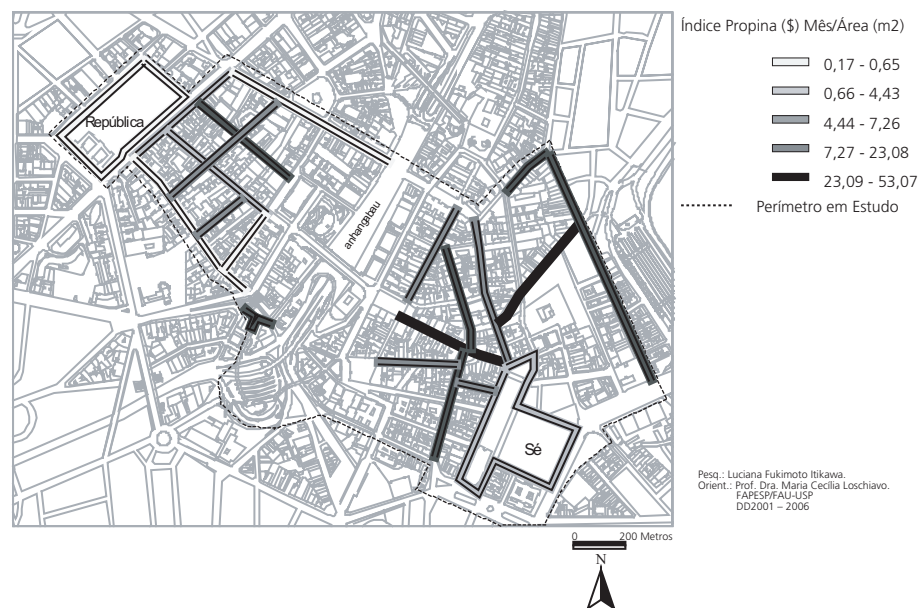 Índice Propina ($) Mês/Área (m2)
0,17 - 0,65
0,66 - 4,43
4,44 - 7,26
7,27 - 23,08
23,09 - 53,07
Perímetro em Estudo
República
anhangabau
Sé
Pesq.: Luciana Fukimoto Itikawa.
Orient.: Prof. Dra. Maria Cecília Loschiavo.
FAPESP/FAU-USP
DD2001 – 2006
0 200 Metros
N